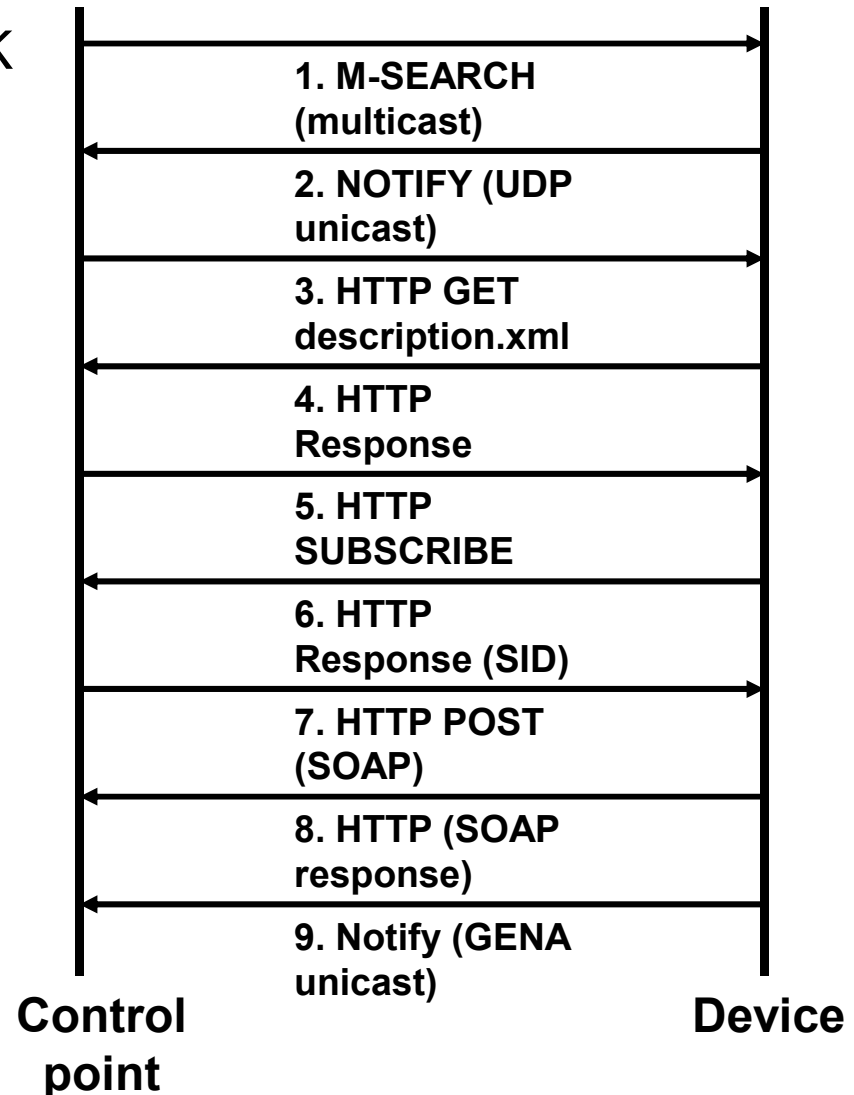 K
1. M-SEARCH
(multicast)
2. NOTIFY (UDP
unicast)
3. HTTP GET
description.xml
4. HTTP
Response
5. HTTP
SUBSCRIBE
6. HTTP
Response (SID)
7. HTTP POST
(SOAP)
8. HTTP (SOAP
response)
9. Notify (GENA
unicast)
Control
point
Device